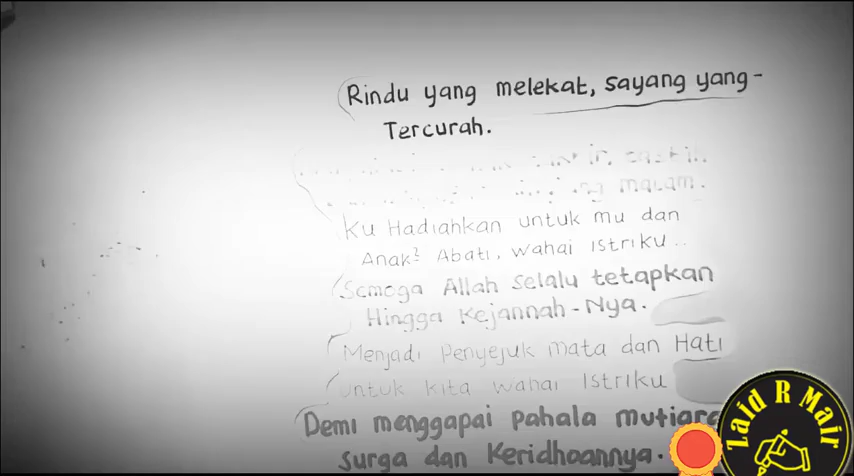 Rindu yang melekat, sayang yang-
Tercurah.
malam.
Ku Hadiahkan untuk mu dan
Anak² Abati, wahai Istriku..
Semoga Allah selalu tetapkan
Hingga Kejannah-Nya.
Menjadi Penyejuk mata dan Hati
untuk kita wahai Istriku
Demi menggapai pahala mutiara
Surga dan Keridhoannya.
Zaid R Mair